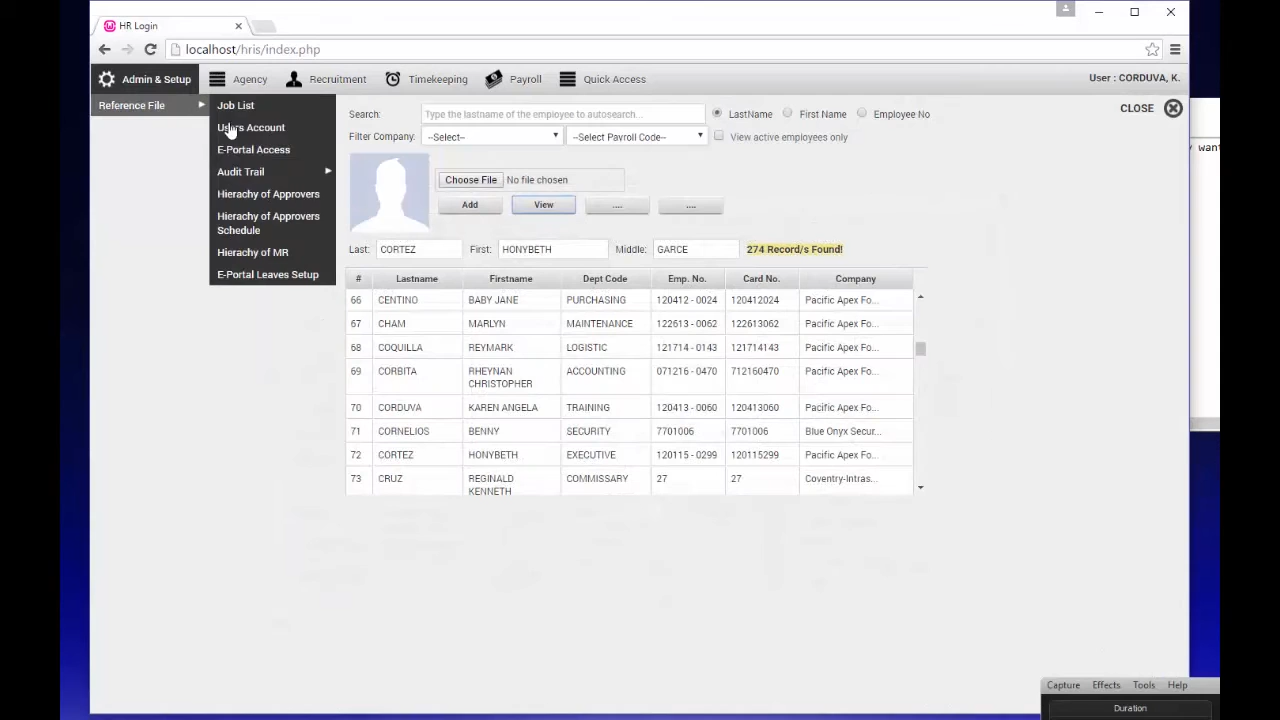 HR Login
localhost/hris/index.php
Admin & Setup Agency Recruitment Timekeeping Payroll Quick Access User : CORDUVA, K.
Reference File
Job List
Users Account
E-Portal Access
Audit Trail
Hierachy of Approvers
Hierachy of Approvers
Schedule
Hierachy of MR
E-Portal Leaves Setup
CLOSE
Search: Type the lastname of the employee to autosearch... LastName First Name Employee No
Filter Company: --Select-- --Select Payroll Code-- View active employees only
Choose File No file chosen
Add View .... ....
Last: CORTEZ First: HONYBETH Middle: GARCE 274 Record/s Found!
# Lastname Firstname Dept Code Emp. No. Card No. Company
66 CENTINO BABY JANE PURCHASING 120412 - 0024 120412024 Pacific Apex Fo...
67 CHAM MARLYN MAINTENANCE 122613 - 0062 122613062 Pacific Apex Fo...
68 COQUILLA REYMARK LOGISTIC 121714 - 0143 121714143 Pacific Apex Fo...
69 CORBITA RHEYNAN CHRISTOPHER ACCOUNTING 071216 - 0470 712160470 Pacific Apex Fo...
70 CORDUVA KAREN ANGELA TRAINING 120413 - 0060 120413060 Pacific Apex Fo...
71 CORNELIOS BENNY SECURITY 7701006 7701006 Blue Onyx Secur...
72 CORTEZ HONYBETH EXECUTIVE 120115 - 0299 120115299 Pacific Apex Fo...
73 CRUZ REGINALD KENNETH COMMISSARY 27 27 Coventry-Intras...
want
Capture Effects Tools Help
Duration